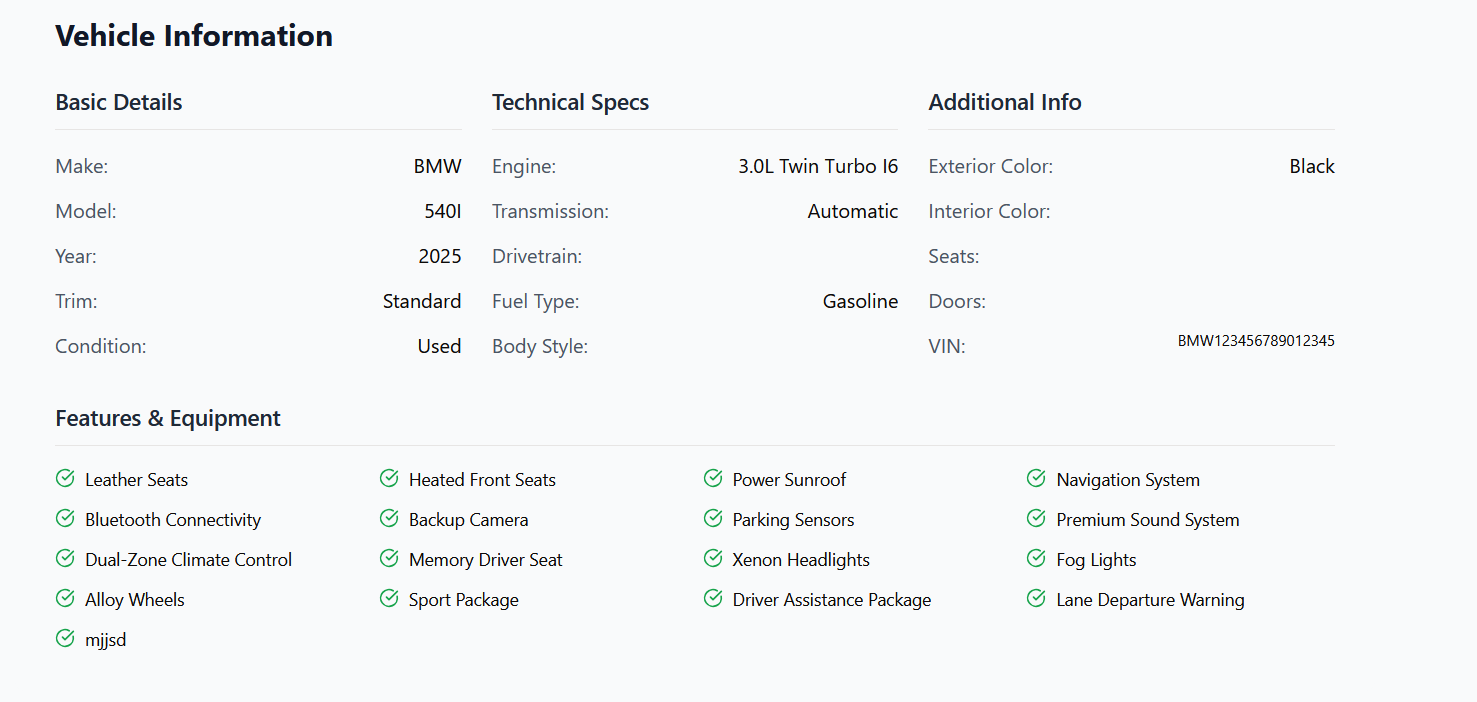 Vehicle Information
Basic Details
Make: BMW
Model: 540I
Year: 2025
Trim: Standard
Condition: Used
Technical Specs
Engine: 3.0L Twin Turbo I6
Transmission: Automatic
Drivetrain:
Fuel Type: Gasoline
Body Style:
Additional Info
Exterior Color: Black
Interior Color:
Seats:
Doors:
VIN: BMW123456789012345
Features & Equipment
Leather Seats
Heated Front Seats
Power Sunroof
Navigation System
Bluetooth Connectivity
Backup Camera
Parking Sensors
Premium Sound System
Dual-Zone Climate Control
Memory Driver Seat
Xenon Headlights
Fog Lights
Alloy Wheels
Sport Package
Driver Assistance Package
Lane Departure Warning
mjjsd